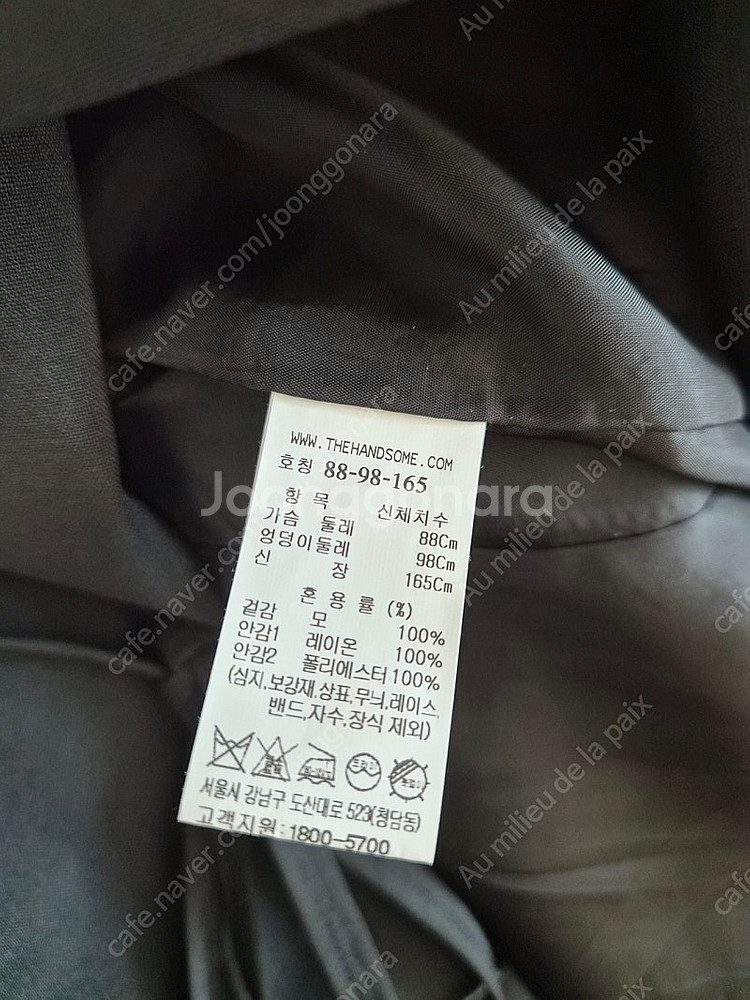 WWW.THEHANDSOME.COM
호칭 88-98-165
항 목 신체치수
가슴 둘레 88Cm
엉덩이둘레 98Cm
신 장 165Cm
혼 용 률 (%)
겉감 모 100%
안감1 레이온 100%
안감2 폴리에스터 100%
(심지,보강재,상표,무늬,레이스,
밴드,자수,장식 제외)
드라이
서울시 강남구 도산대로 523(청담동)
고객지원:1800-5700
Joonggonara
cafe.naver.com/joonggonara
Au milieu de la paix